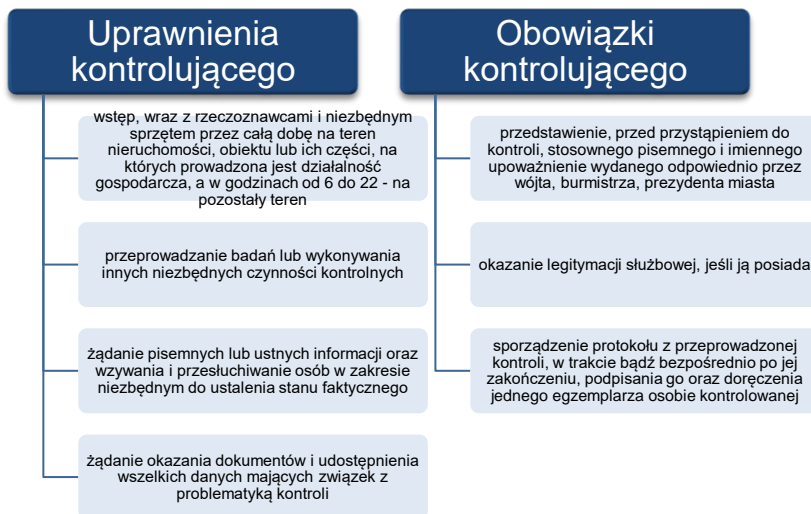 Uprawnienia
kontrolującego
wstęp, wraz z rzeczoznawcami i niezbędnym
sprzętem przez całą dobę na teren
nieruchomości, obiektu lub ich części, na
których prowadzona jest działalność
gospodarcza, a w godzinach od 6 do 22 - na
pozostały teren
przeprowadzanie badań lub wykonywania
innych niezbędnych czynności kontrolnych
żądanie pisemnych lub ustnych informacji oraz
wzywania i przesłuchiwanie osób w zakresie
niezbędnym do ustalenia stanu faktycznego
żądanie okazania dokumentów i udostępnienia
wszelkich danych mających związek z
problematyką kontroli
Obowiązki
kontrolującego
przedstawienie, przed przystąpieniem do
kontroli, stosownego pisemnego i imiennego
upoważnienie wydanego odpowiednio przez
wójta, burmistrza, prezydenta miasta
okazanie legitymacji służbowej, jeśli ją posiada
sporządzenie protokołu z przeprowadzonej
kontroli, w trakcie bądź bezpośrednio po jej
zakończeniu, podpisania go oraz doręczenia
jednego egzemplarza osobie kontrolowanej